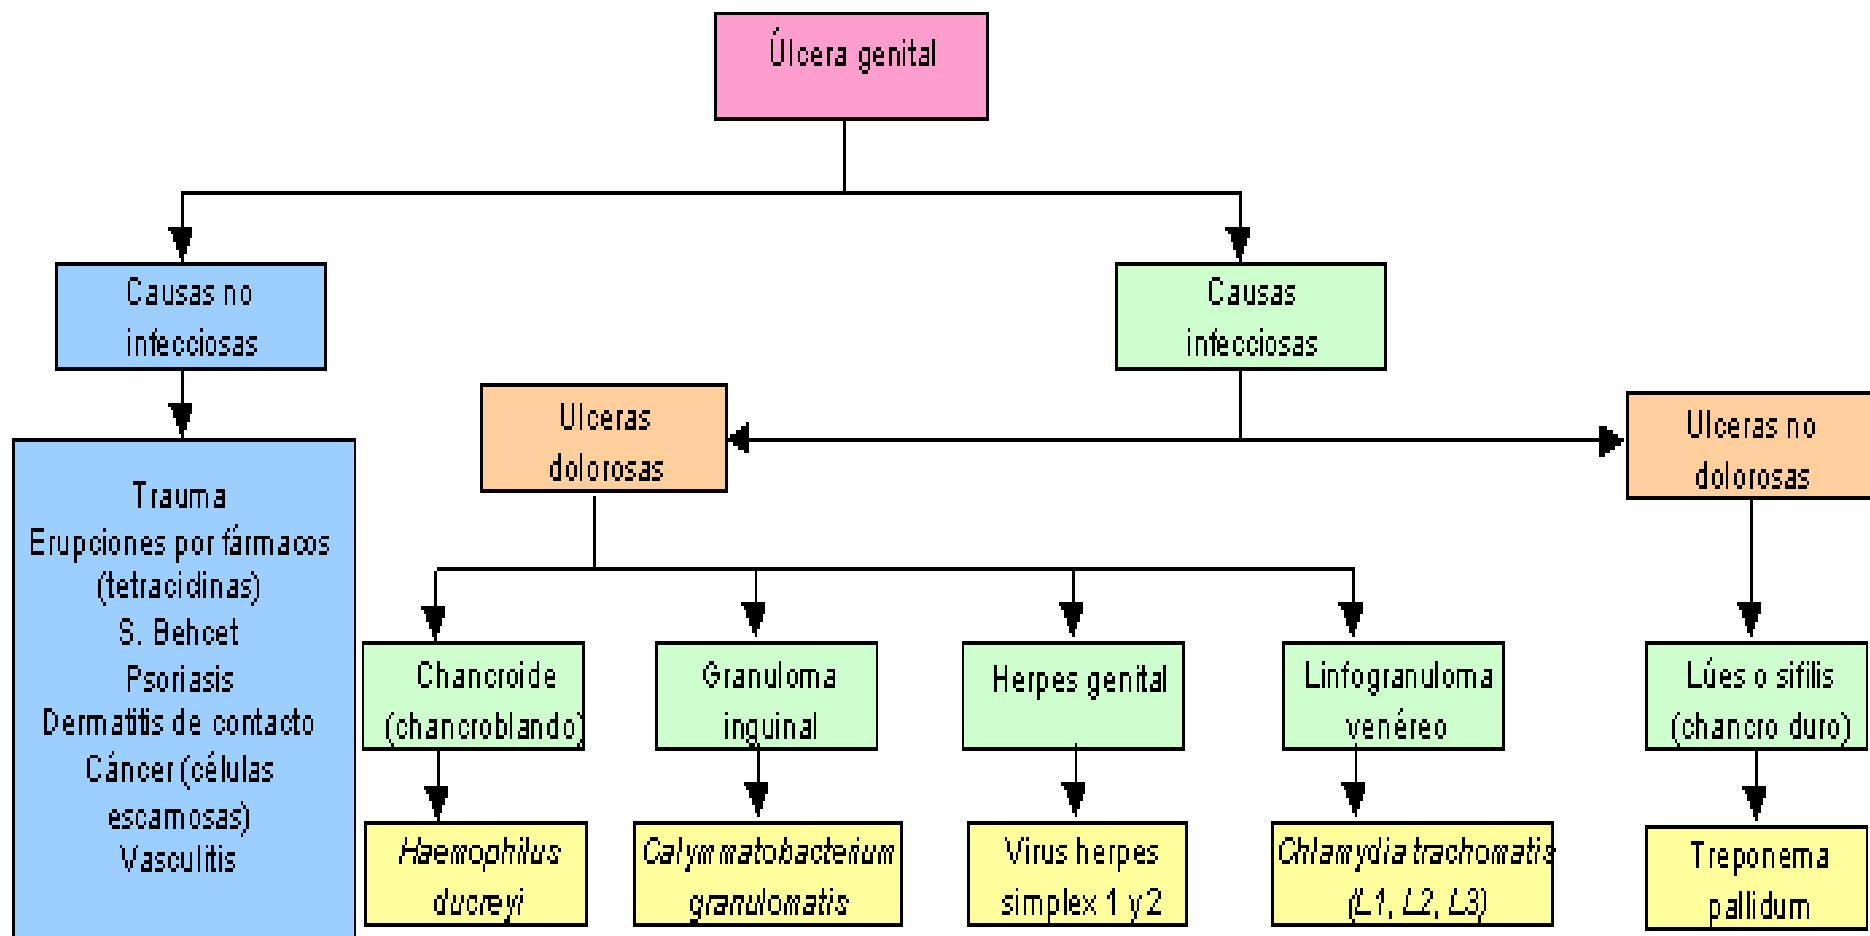 Úlcera genital
Causas no
infecciosas
Causas
infecciosas
Ulceras
dolorosas
Ulceras no
dolorosas
Trauma
Erupciones por fármacos
(tetracidinas)
S. Behcet
Psoriasis
Dermatitis de contacto
Cáncer (células
escamosas)
Vasculitis
Chancroide
(chancroblando)
Granuloma
inguinal
Herpes genital
Linfogranuloma
venéreo
Lúes o sífilis
(chancro duro)
Haemophilus
ducreyi
Calymmatobacterium
granulomatis
Virus herpes
simplex 1 y 2
Chlamydia trachomatis
(L1, L2, L3)
Treponema
pallidum